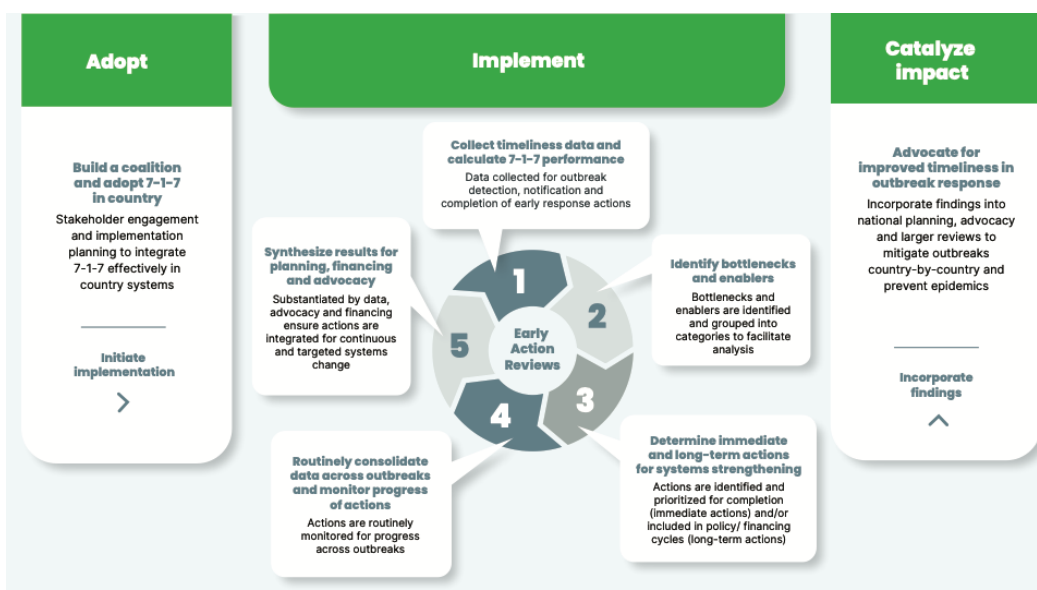 Adopt
Build a coalition
and adopt 7-1-7
in country
Stakeholder engagement
and implementation
planning to integrate
7-1-7 effectively in
country systems
Initiate
implementation
Implement
Collect timeliness data and
calculate 7-1-7 performance
Data collected for outbreak
detection, notification and
completion of early response actions
1
Identify bottlenecks
and enablers
Bottlenecks and
enablers are identified
and grouped into
categories to facilitate
analysis
2
Determine immediate
and long-term actions
for systems strengthening
Actions are identified and
prioritized for completion
(immediate actions) and/or
included in policy/ financing
cycles (long-term actions)
3
Routinely consolidate
data across outbreaks
and monitor progress
of actions
Actions are routinely
monitored for progress
across outbreaks
4
Synthesize results for
planning, financing
and advocacy
Substantiated by data,
advocacy and financing
ensure actions are
integrated for continuous
and targeted systems
change
5
Early
Action
Reviews
Catalyze
impact
Advocate for
improved timeliness in
outbreak response
Incorporate findings into
national planning, advocacy
and larger reviews to
mitigate outbreaks
country-by-country and
prevent epidemics
Incorporate
findings